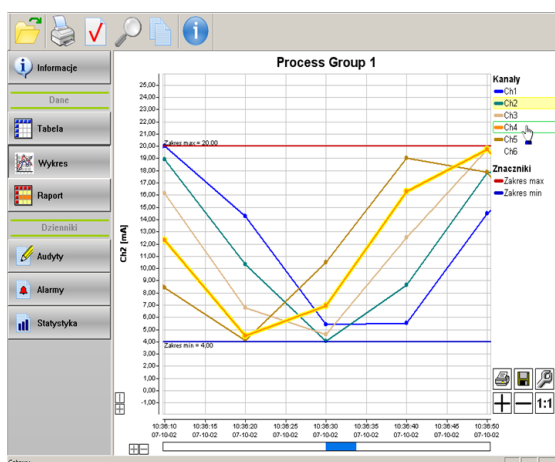 Process Group 1
Informacje
Dane
Tabela
Wykres
Raport
Dzienniki
Audyty
Alarmy
Statystyka
Ch2 [mA]
25,00
24,00
23,00
22,00
21,00
20,00
19,00
18,00
17,00
16,00
15,00
14,00
13,00
12,00
11,00
10,00
9,00
8,00
7,00
6,00
5,00
4,00
3,00
2,00
1,00
0,00
-1,00
Zakres max = 20,00
Zakres min = 4,00
10:36:10 10:36:15 10:36:20 10:36:25 10:36:30 10:36:35 10:36:40 10:36:45 10:36:50
07-10-02 07-10-02 07-10-02 07-10-02 07-10-02 07-10-02 07-10-02 07-10-02 07-10-02
Kanały
Ch1
Ch2
Ch3
Ch4
Ch5
Ch6
Znaczniki
Zakres max
Zakres min
1:1